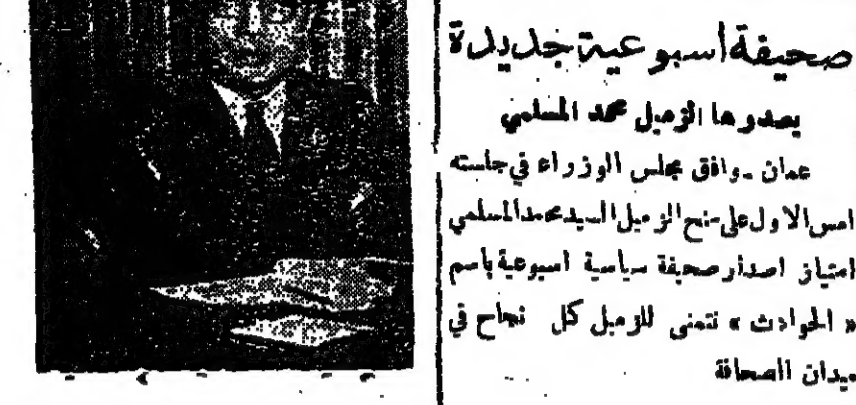 صحيفة اسبوعية جديدة
يصدرها الزميل محمد المسلمي
عمان - وافق مجلس الوزراء في جلسته
امس الاول على منح الزميل السيد محمد المسلمي
امتياز اصدار صحيفة سياسية اسبوعية باسم
« الحوادث » نتمنى للزميل كل نجاح في
ميدان الصحافة